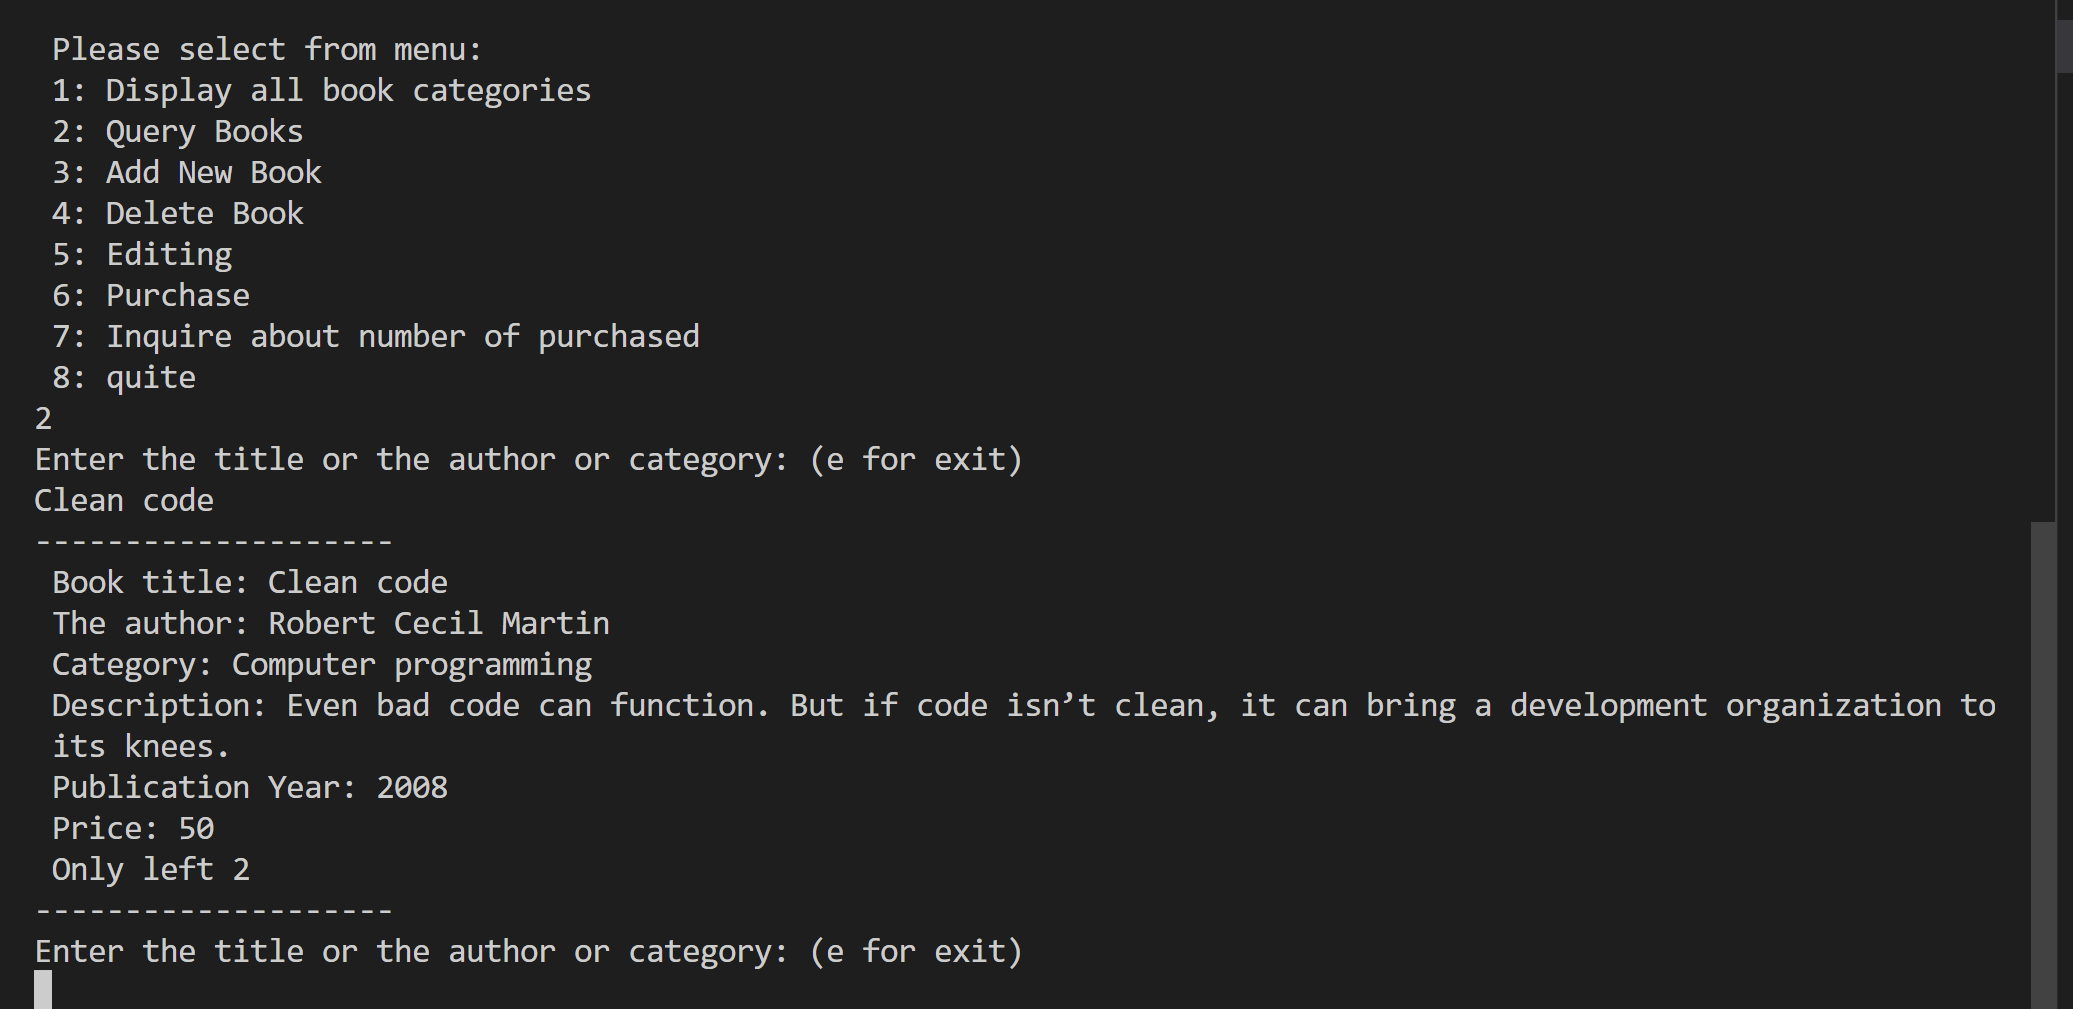 Please select from menu:
1: Display all book categories
2: Query Books
3: Add New Book
4: Delete Book
5: Editing
6: Purchase
7: Inquire about number of purchased
8: quite
2
Enter the title or the author or category: (e for exit)
Clean code
--------------------
Book title: Clean code
The author: Robert Cecil Martin
Category: Computer programming
Description: Even bad code can function. But if code isn’t clean, it can bring a development organization to
its knees.
Publication Year: 2008
Price: 50
Only left 2
--------------------
Enter the title or the author or category: (e for exit)